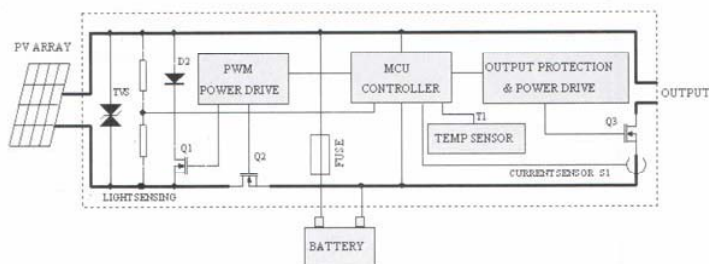 PV ARRAY
TVS
D2
PWM
POWER DRIVE
MCU
CONTROLLER
OUTPUT PROTECTION
& POWER DRIVE
OUTPUT
T1
TEMP SENSOR
Q3
Q1
Q2
FUSE
CURRENTSENSOR S1
LIGHTSENSING
BATTERY